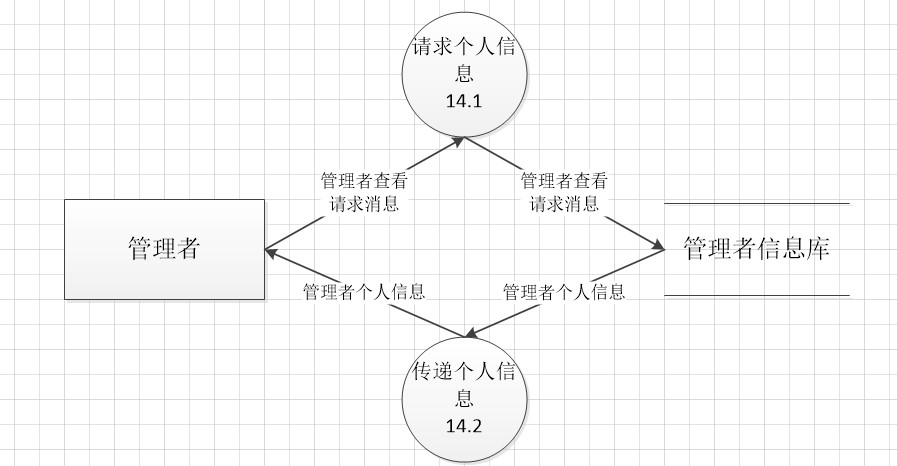 请求个人信
息
14.1
管理者查看
请求消息
管理者查看
请求消息
管理者
管理者信息库
管理者个人信息
管理者个人信息
传递个人信
息
14.2